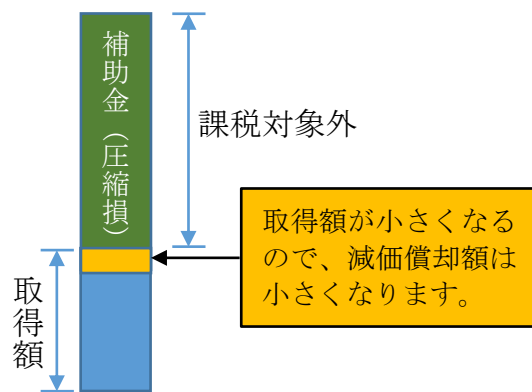 補助金（圧縮損）
課税対象外
取得額が小さくなる
ので、減価償却額は
小さくなります。
取得額